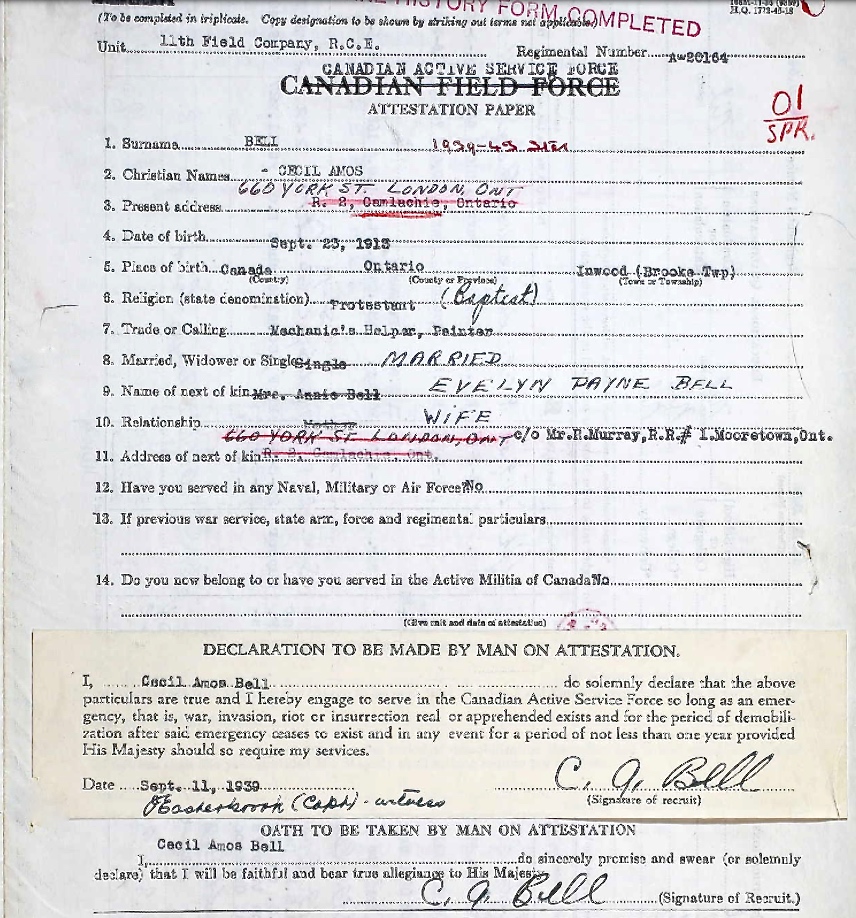 HISTORY FORM COMPLETED
(To be completed in triplicate. Copy designation to be shown by striking out terms not applicable)
H.Q. 1772-45-18
Unit 11th Field Company, R.C.E. Regimental Number A-20164
CANADIAN ACTIVE SERVICE FORCE
CANADIAN FIELD FORCE
ATTESTATION PAPER
01
SPR.
1. Surname BELL 1939-45 Star
2. Christian Names - CECIL AMOS
660 YORK ST. LONDON, ONT
3. Present address R. 2, Camlachie, Ontario
4. Date of birth Sept. 23, 1913
5. Place of birth Canada Ontario Inwood (Brooke Twp)
(Country) (County or Province) (Town or Township)
6. Religion (state denomination) Protestant (Baptist)
7. Trade or Calling Mechanic's Helper, Painter
8. Married, Widower or Single Single MARRIED
9. Name of next of kin Mrs. Annie Bell EVELYN PAYNE BELL
10. Relationship Mother WIFE
660 YORK ST LONDON, ONT c/o Mr.R.Murray,R.R.# 1.Mooretown,Ont.
11. Address of next of kin R. 2, Camlachie, Ont.
12. Have you served in any Naval, Military or Air Force? No
13. If previous war service, state arm, force and regimental particulars
14. Do you now belong to or have you served in the Active Militia of Canada No
(Give unit and date of attestation)
DECLARATION TO BE MADE BY MAN ON ATTESTATION.
I, Cecil Amos Bell do solemnly declare that the above
particulars are true and I hereby engage to serve in the Canadian Active Service Force so long as an emer-
gency, that is, war, invasion, riot or insurrection real or apprehended exists and for the period of demobili-
zation after said emergency ceases to exist and in any event for a period of not less than one year provided
His Majesty should so require my services.
Date Sept. 11, 1939 C. A. Bell
(Signature of recruit)
Easterbrook (Capt) - witness
OATH TO BE TAKEN BY MAN ON ATTESTATION
Cecil Amos Bell
I, do sincerely promise and swear (or solemnly
declare) that I will be faithful and bear true allegiance to His Majesty
C. A. Bell (Signature of Recruit.)